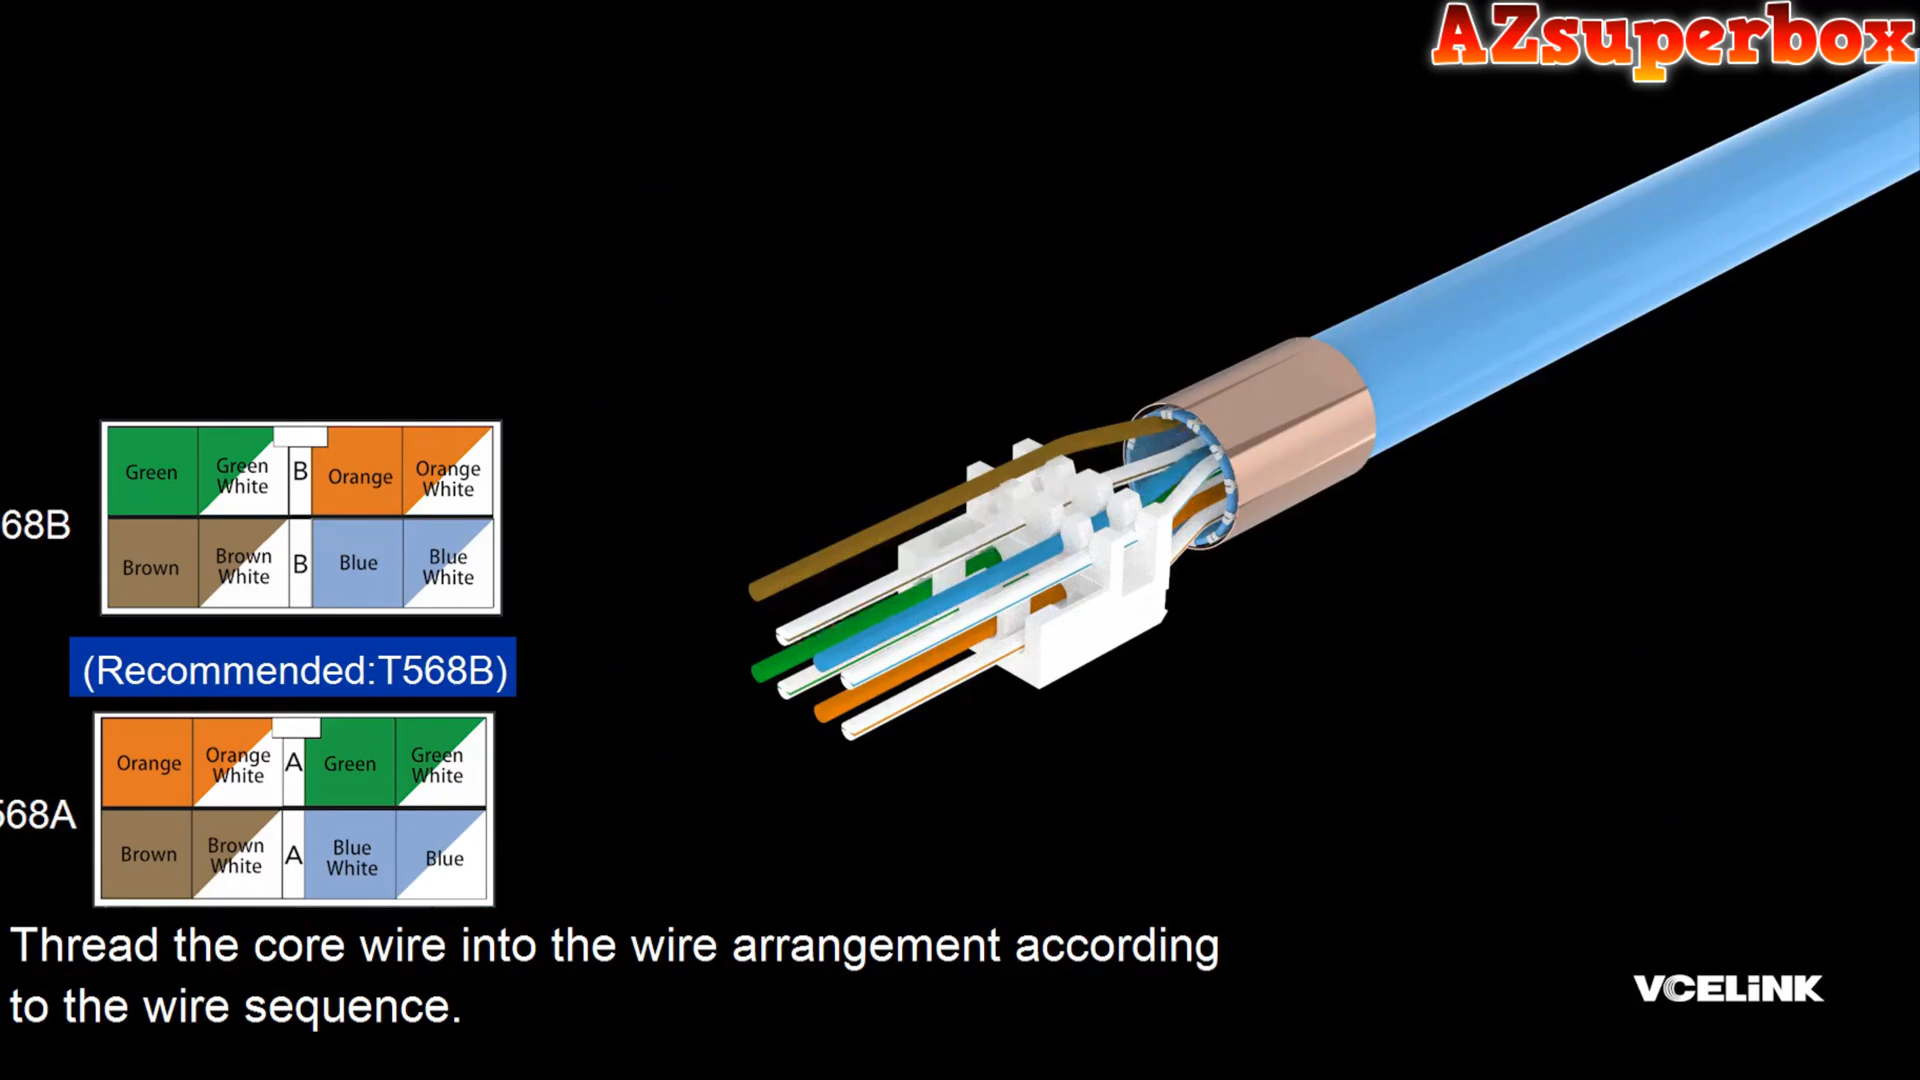 AZsuperbox
Green
Green White
B
Orange
Orange White
68B
Brown
Brown White
B
Blue
Blue White
(Recommended:T568B)
Orange
Orange White
A
Green
Green White
568A
Brown
Brown White
A
Blue White
Blue
Thread the core wire into the wire arrangement according
to the wire sequence.
VCELiNK